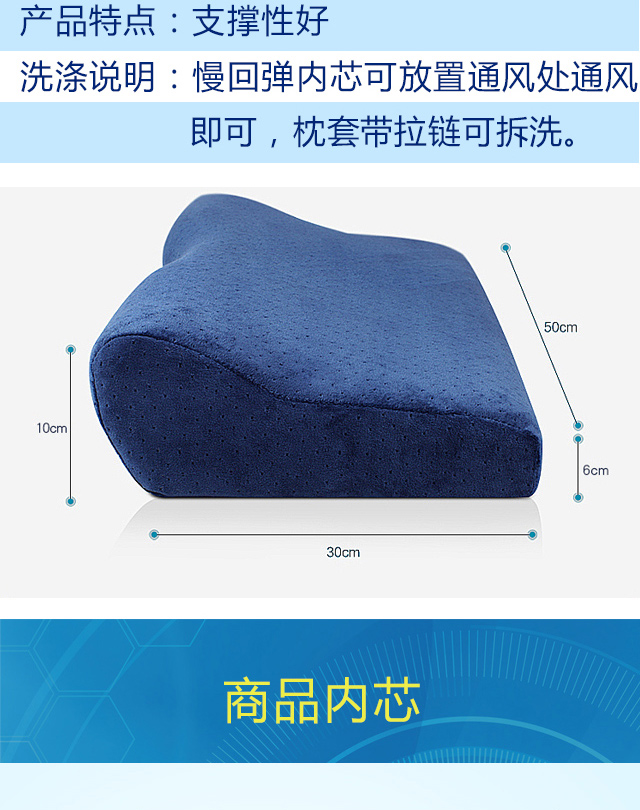 产品特点：支撑性好
洗涤说明：慢回弹内芯可放置通风处通风
即可，枕套带拉链可拆洗。
50cm
10cm
6cm
30cm
商品内芯